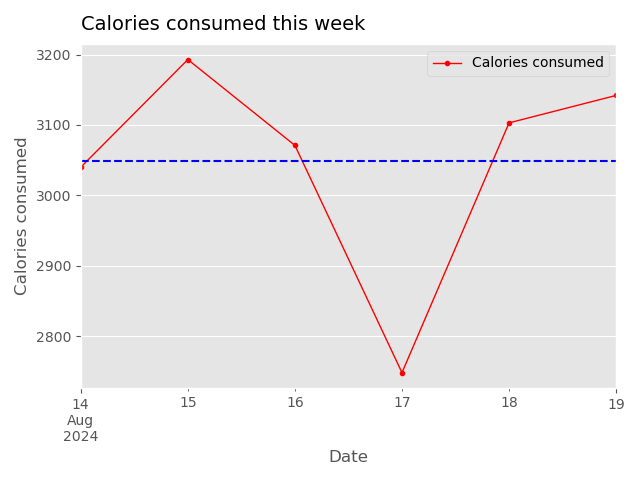 Calories consumed this week
Calories consumed
3200
3100
3000
2900
2800
Calories consumed
14
15
16
17
18
19
Aug
2024
Date